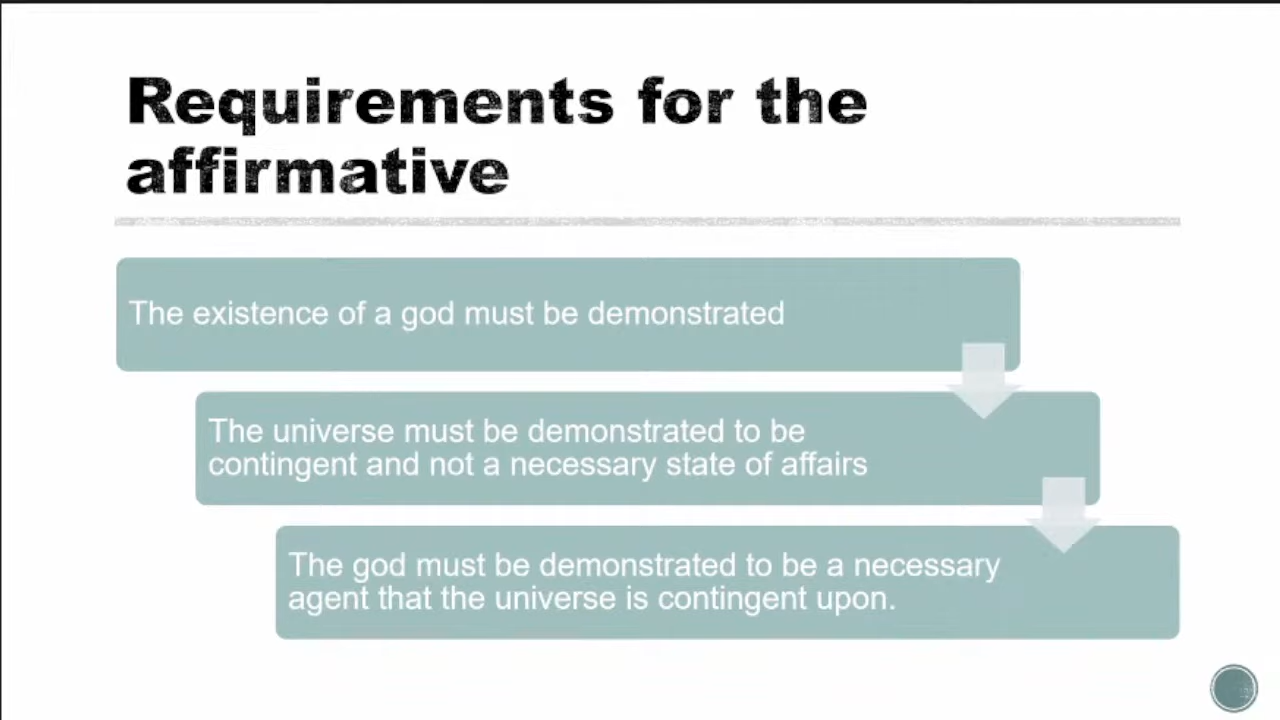 Requirements for the
affirmative
The existence of a god must be demonstrated
The universe must be demonstrated to be
contingent and not a necessary state of affairs
The god must be demonstrated to be a necessary
agent that the universe is contingent upon.